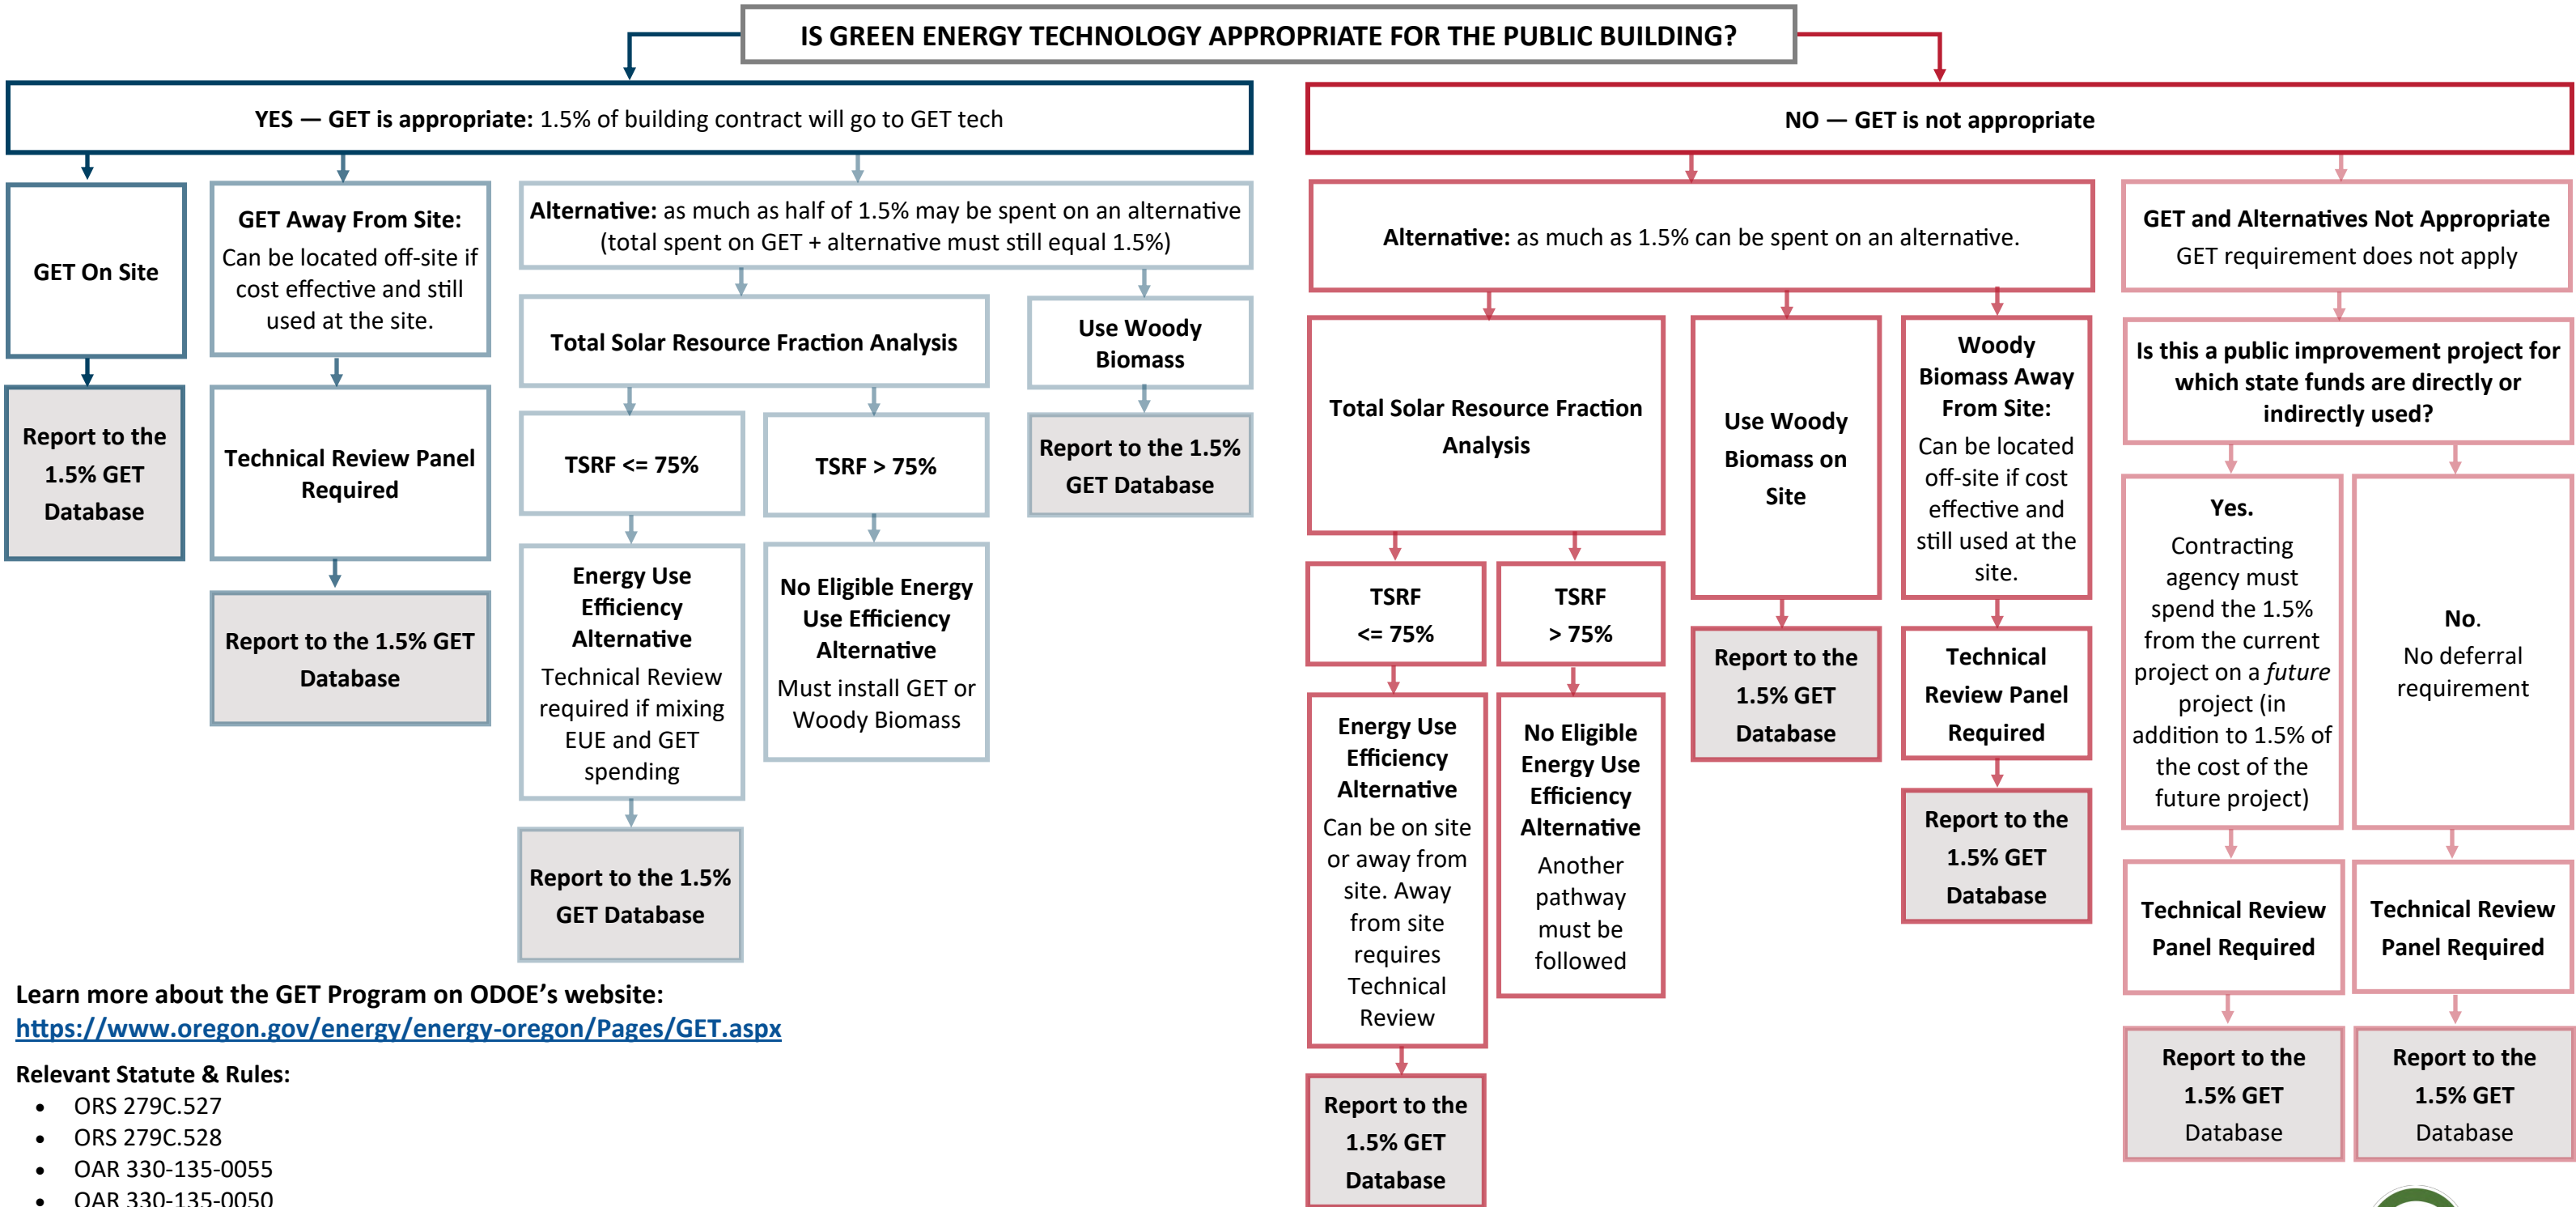 IS GREEN ENERGY TECHNOLOGY APPROPRIATE FOR THE PUBLIC BUILDING?
YES — GET is appropriate: 1.5% of building contract will go to GET tech
GET On Site
Report to the
1.5% GET
Database
GET Away From Site:
Can be located off-site if
cost effective and still
used at the site.
Technical Review Panel
Required
Report to the 1.5% GET
Database
Alternative: as much as half of 1.5% may be spent on an alternative
(total spent on GET + alternative must still equal 1.5%)
Total Solar Resource Fraction Analysis
TSRF <= 75%
Energy Use
Efficiency
Alternative
Technical Review
required if mixing
EUE and GET
spending
Report to the 1.5%
GET Database
TSRF > 75%
No Eligible Energy
Use Efficiency
Alternative
Must install GET or
Woody Biomass
Use Woody
Biomass
Report to the 1.5%
GET Database
NO — GET is not appropriate
Alternative: as much as 1.5% can be spent on an alternative.
Total Solar Resource Fraction
Analysis
TSRF
<= 75%
Energy Use
Efficiency
Alternative
Can be on site
or away from
site. Away
from site
requires
Technical
Review
Report to the
1.5% GET
Database
TSRF
> 75%
No Eligible
Energy Use
Efficiency
Alternative
Another
pathway
must be
followed
Use Woody
Biomass on
Site
Report to the
1.5% GET
Database
Woody
Biomass Away
From Site:
Can be located
off-site if cost
effective and
still used at the
site.
Technical
Review Panel
Required
Report to the
1.5% GET
Database
GET and Alternatives Not Appropriate
GET requirement does not apply
Is this a public improvement project for
which state funds are directly or
indirectly used?
Yes.
Contracting
agency must
spend the 1.5%
from the current
project on a future
project (in
addition to 1.5% of
the cost of the
future project)
Technical Review
Panel Required
Report to the
1.5% GET
Database
No.
No deferral
requirement
Technical Review
Panel Required
Report to the
1.5% GET
Database
Learn more about the GET Program on ODOE's website:
https://www.oregon.gov/energy/energy-oregon/Pages/GET.aspx
Relevant Statute & Rules:
• ORS 279C.527
• ORS 279C.528
• OAR 330-135-0055
• OAR 330-135-0050